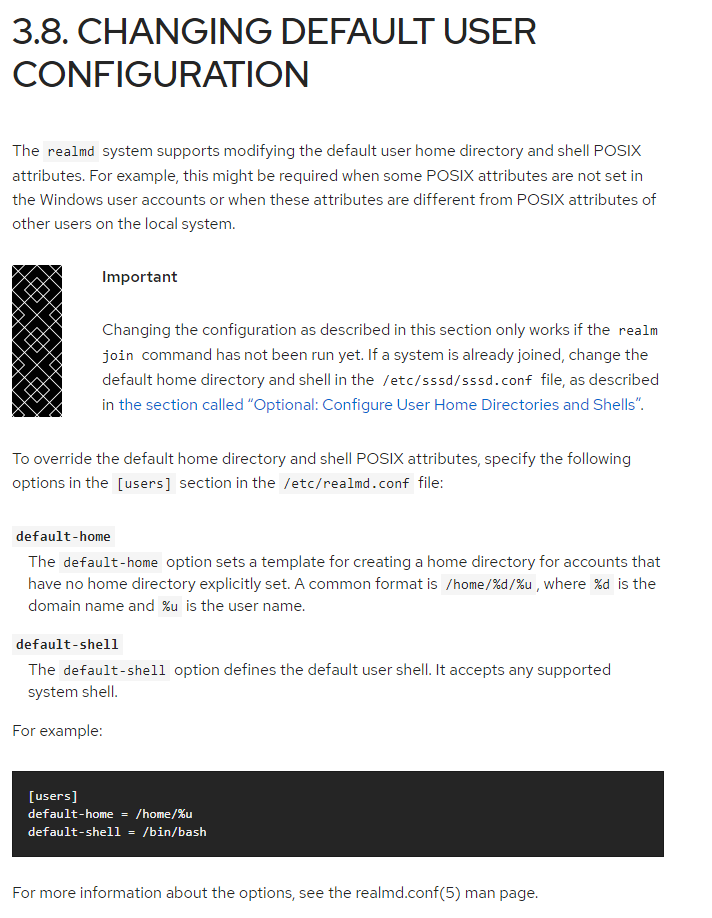 3.8. CHANGING DEFAULT USER
CONFIGURATION
The realmd system supports modifying the default user home directory and shell POSIX
attributes. For example, this might be required when some POSIX attributes are not set in
the Windows user accounts or when these attributes are different from POSIX attributes of
other users on the local system.
Important
Changing the configuration as described in this section only works if the realm
join command has not been run yet. If a system is already joined, change the
default home directory and shell in the /etc/sssd/sssd.conf file, as described
in the section called “Optional: Configure User Home Directories and Shells”.
To override the default home directory and shell POSIX attributes, specify the following
options in the [users] section in the /etc/realmd.conf file:
default-home
The default-home option sets a template for creating a home directory for accounts that
have no home directory explicitly set. A common format is /home/%d/%u, where %d is the
domain name and %u is the user name.
default-shell
The default-shell option defines the default user shell. It accepts any supported
system shell.
For example:
[users]
default-home = /home/%u
default-shell = /bin/bash
For more information about the options, see the realmd.conf(5) man page.